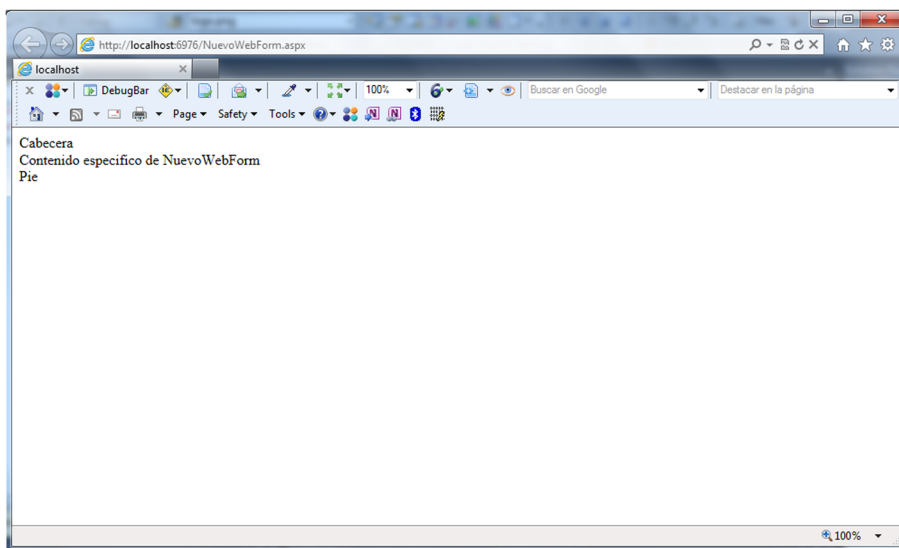 http://localhost:6976/NuevoWebForm.aspx
localhost
DebugBar 100% Buscar en Google Destacar en la página
Page Safety Tools
Cabecera
Contenido especifico de NuevoWebForm
Pie
100%